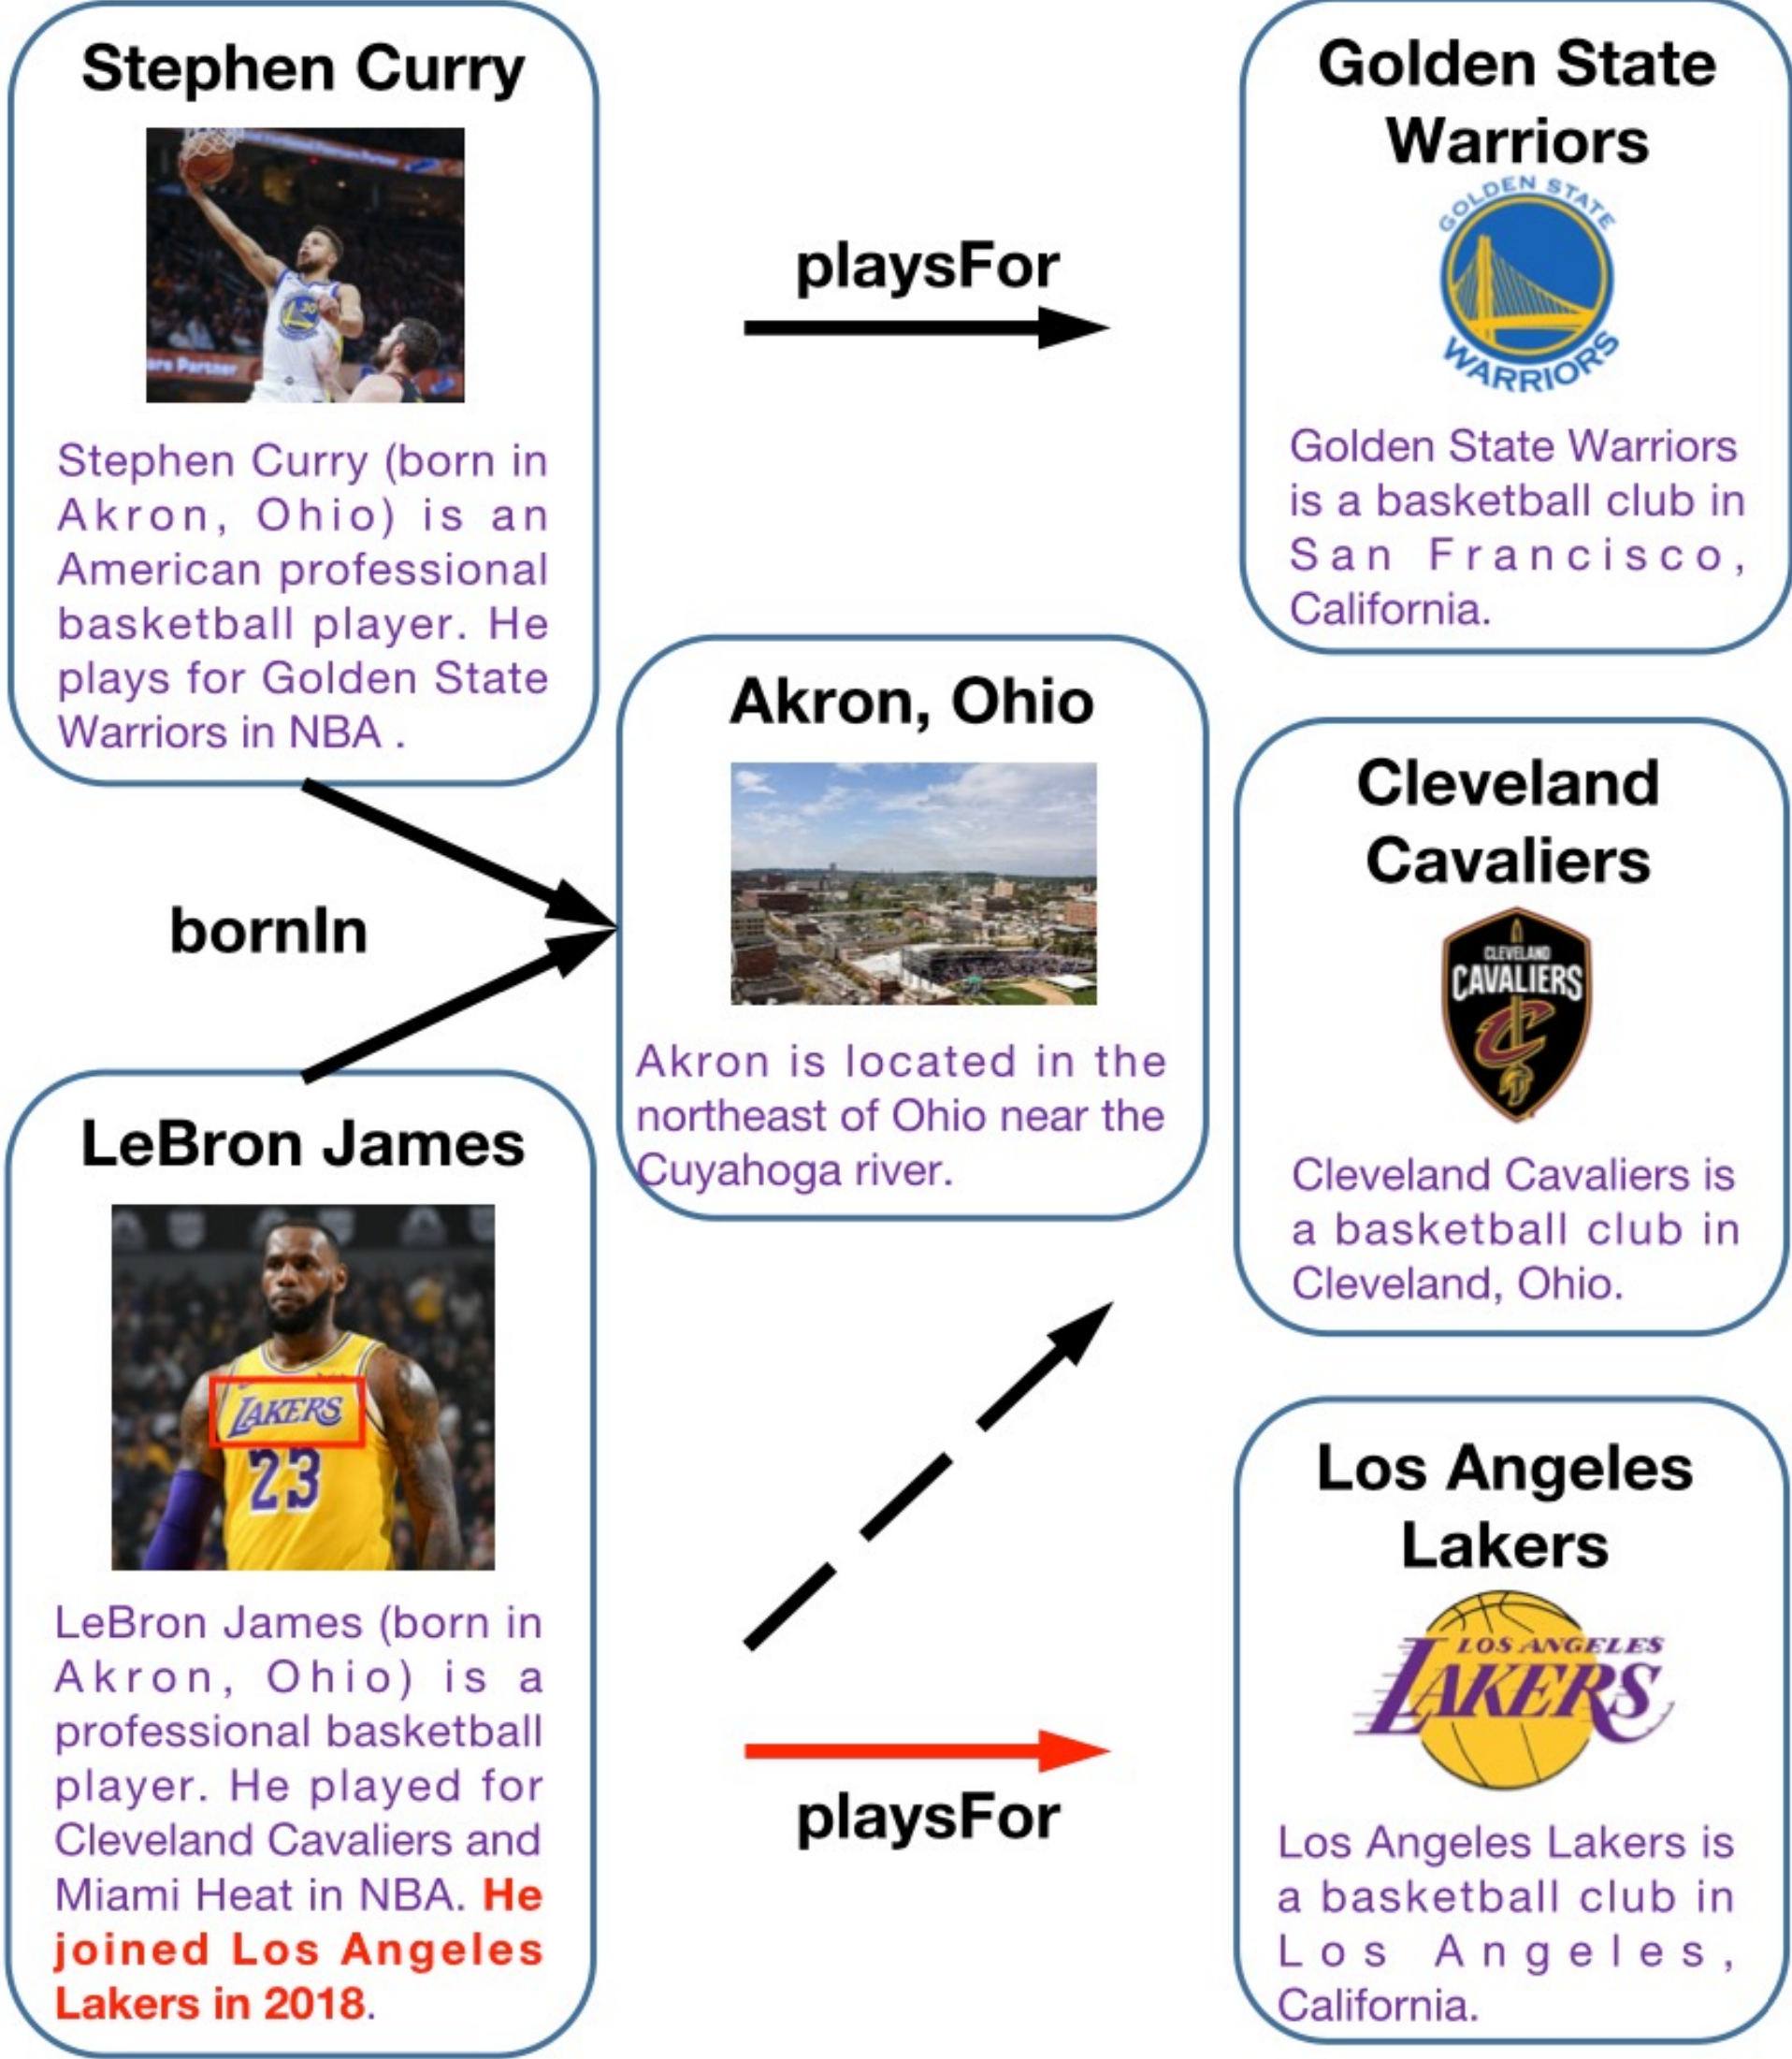 Stephen Curry
30
Stephen Curry (born in
Akron, Ohio) is an
American professional
basketball player. He
plays for Golden State
Warriors in NBA .
playsFor
Golden State
Warriors
GOLDEN STATE
WARRIORS
Golden State Warriors
is a basketball club in
San Francisco,
California.
bornIn
Akron, Ohio
Akron is located in the
northeast of Ohio near the
Cuyahoga river.
Cleveland
Cavaliers
CLEVELAND
CAVALIERS
C
Cleveland Cavaliers is
a basketball club in
Cleveland, Ohio.
LeBron James
LAKERS
23
LeBron James (born in
Akron, Ohio) is a
professional basketball
player. He played for
Cleveland Cavaliers and
Miami Heat in NBA. He
joined Los Angeles
Lakers in 2018.
playsFor
Los Angeles
Lakers
LOS ANGELES
LAKERS
Los Angeles Lakers is
a basketball club in
Los Angeles,
California.